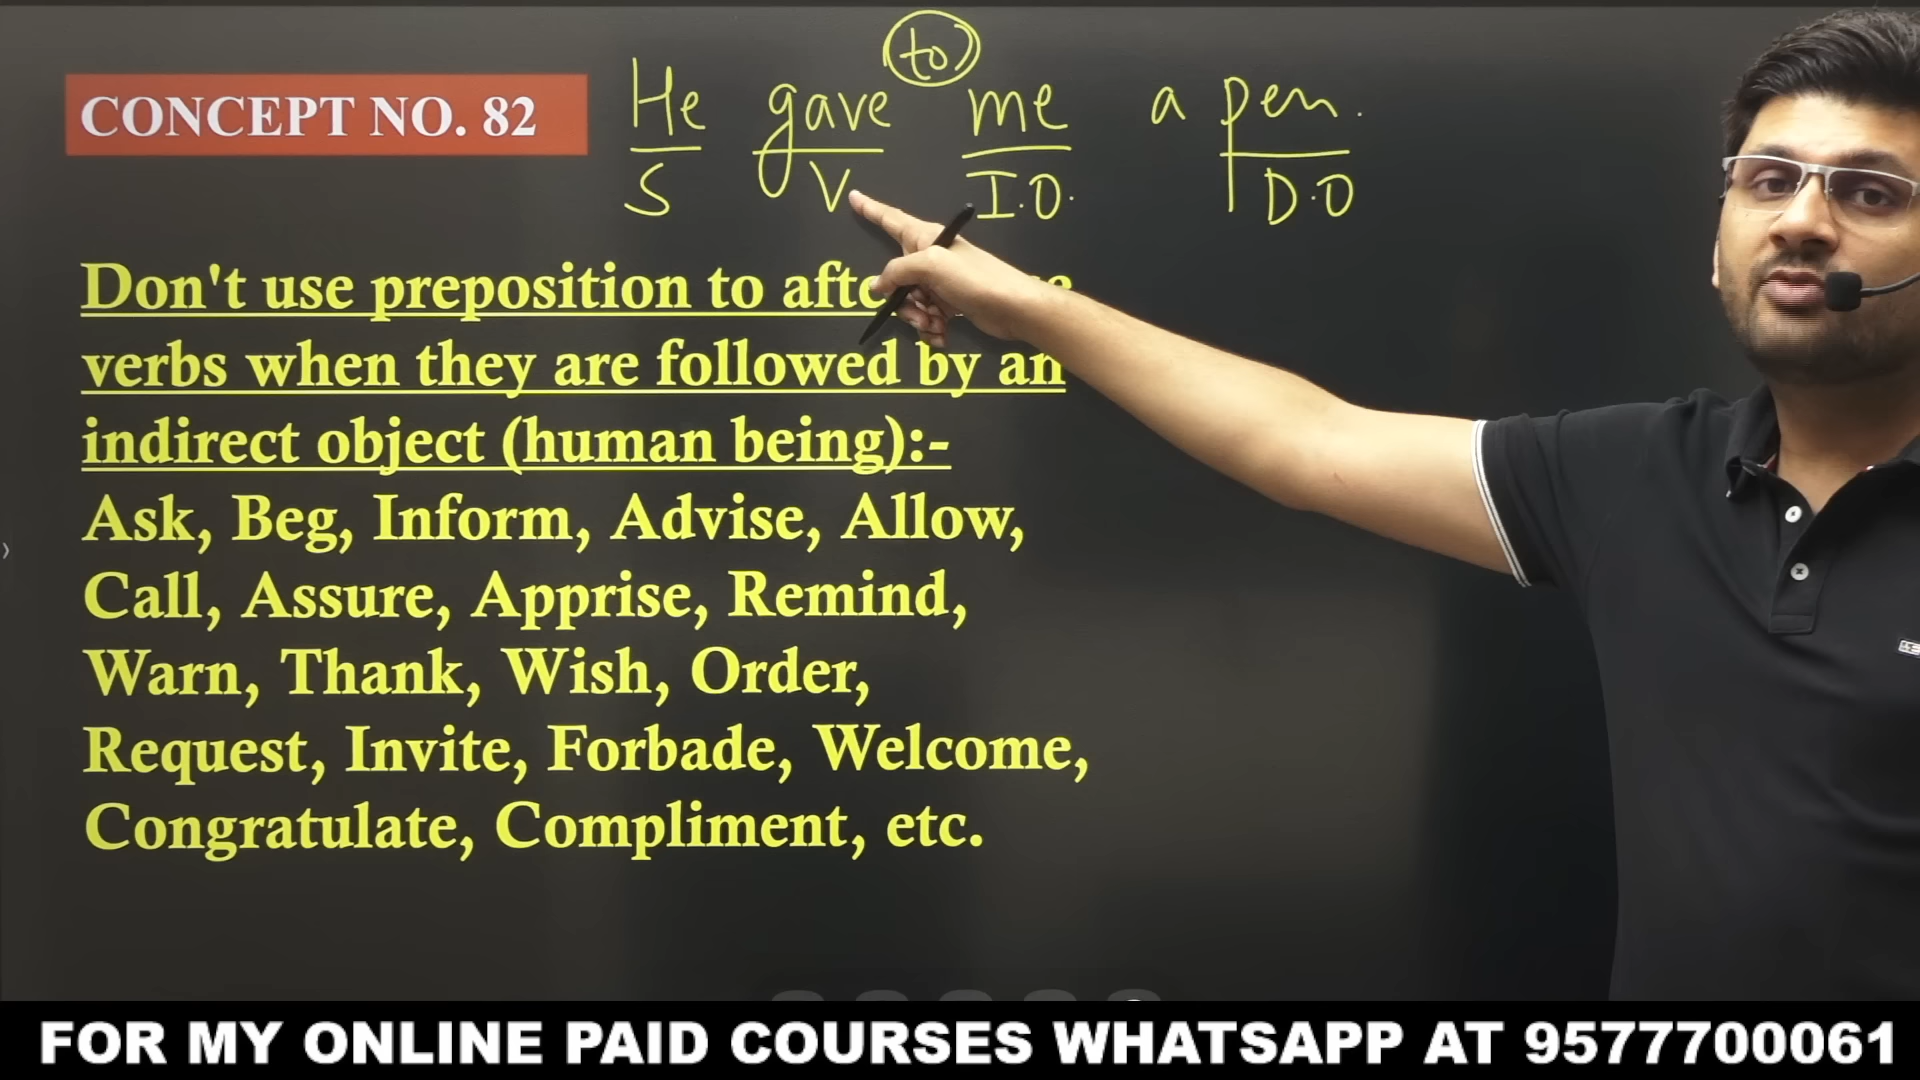 (to)
He gave me a pen.
S V I.O. D.O
CONCEPT NO. 82
Don't use preposition to
verbs when they are followed by an
indirect object (human being):-
Ask, Beg, Inform, Advise, Allow,
Call, Assure, Apprise, Remind,
Warn, Thank, Wish, Order,
Request, Invite, Forbade, Welcome,
Congratulate, Compliment, etc.
FOR MY ONLINE PAID COURSES WHATSAPP AT 9577700061